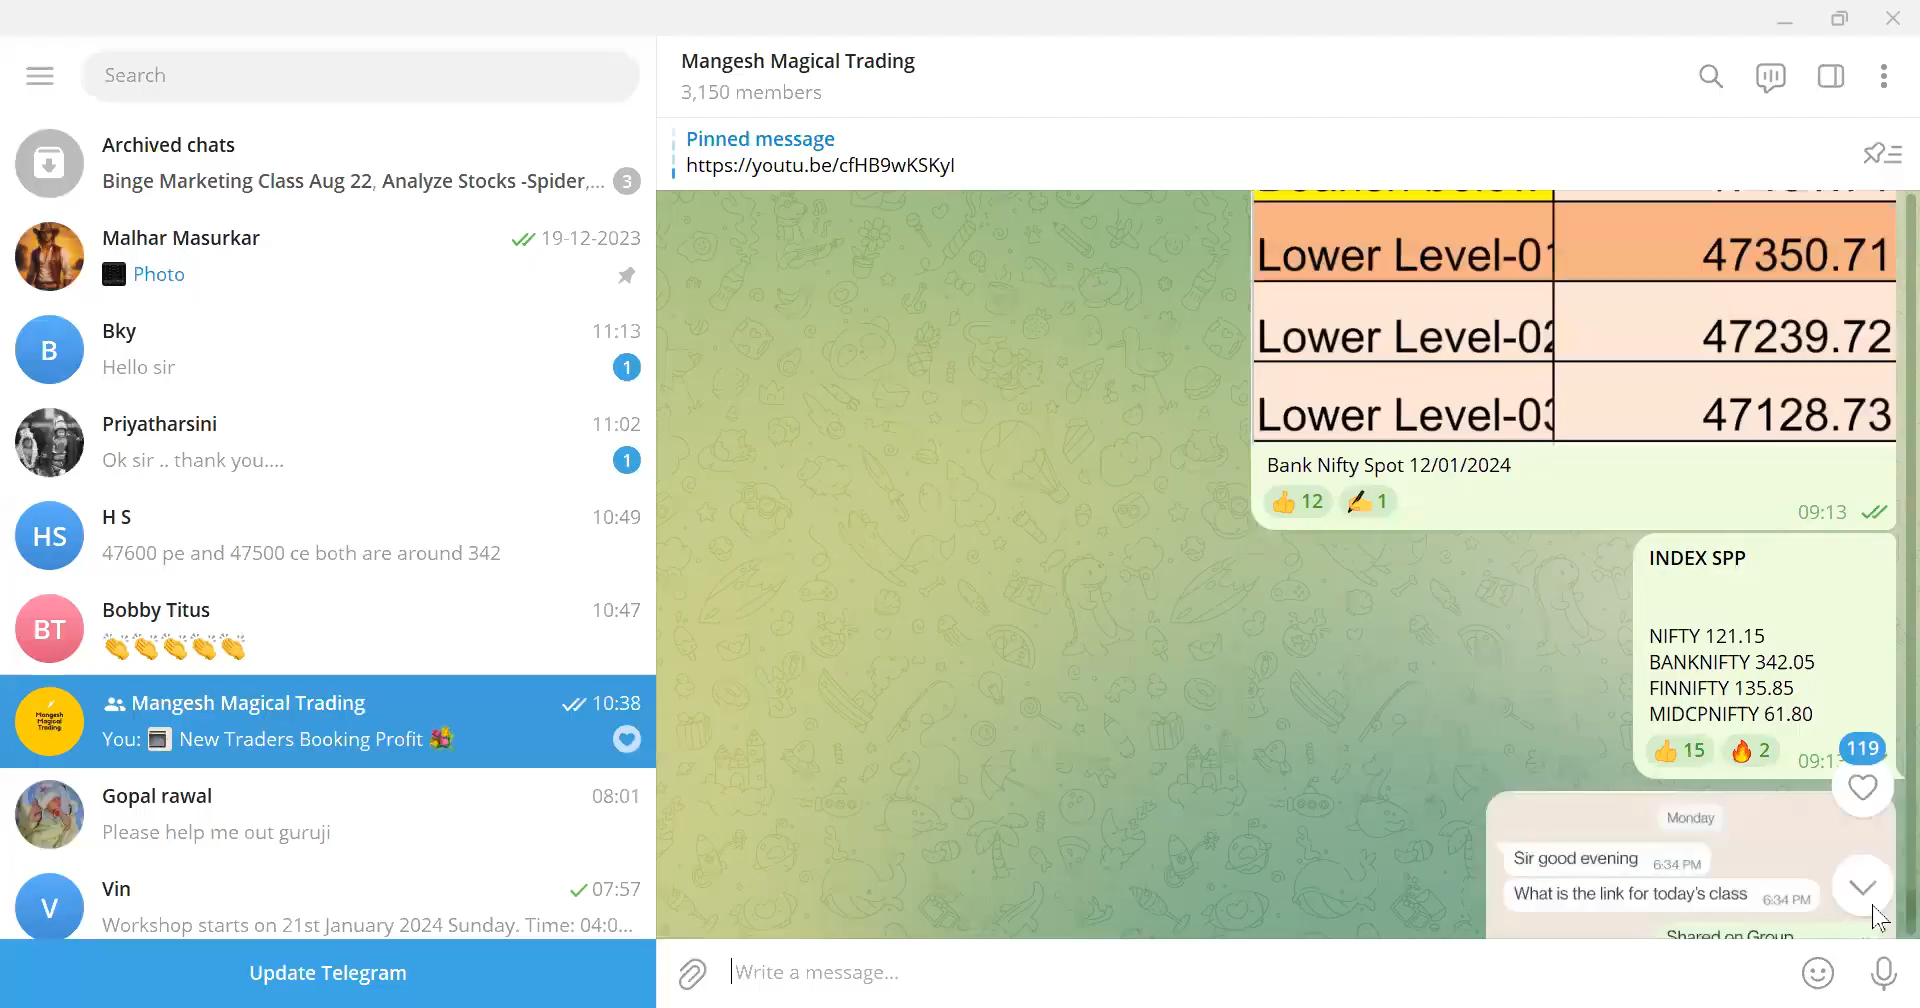 Search
Archived chats
Binge Marketing Class Aug 22, Analyze Stocks -Spider,... 3
Malhar Masurkar 19-12-2023
Photo
B
Bky 11:13
Hello sir 1
Priyatharsini 11:02
Ok sir .. thank you.... 1
HS
H S 10:49
47600 pe and 47500 ce both are around 342
BT
Bobby Titus 10:47
👏👏👏👏👏
Mangesh
Magical
Trading
Mangesh Magical Trading 10:38
You: New Traders Booking Profit 💐
Gopal rawal 08:01
Please help me out guruji
V
Vin 07:57
Workshop starts on 21st January 2024 Sunday. Time: 04:0...
Update Telegram
Mangesh Magical Trading
3,150 members
Pinned message
https://youtu.be/cfHB9wKSKyI
Lower Level-01 47350.71
Lower Level-02 47239.72
Lower Level-03 47128.73
Bank Nifty Spot 12/01/2024
👍 12 ✍ 1
09:13
INDEX SPP
NIFTY 121.15
BANKNIFTY 342.05
FINNIFTY 135.85
MIDCPNIFTY 61.80
👍 15 🔥 2
119
Monday
Sir good evening 6:34 PM
What is the link for today's class 6:34 PM
Shared on Group
Write a message...